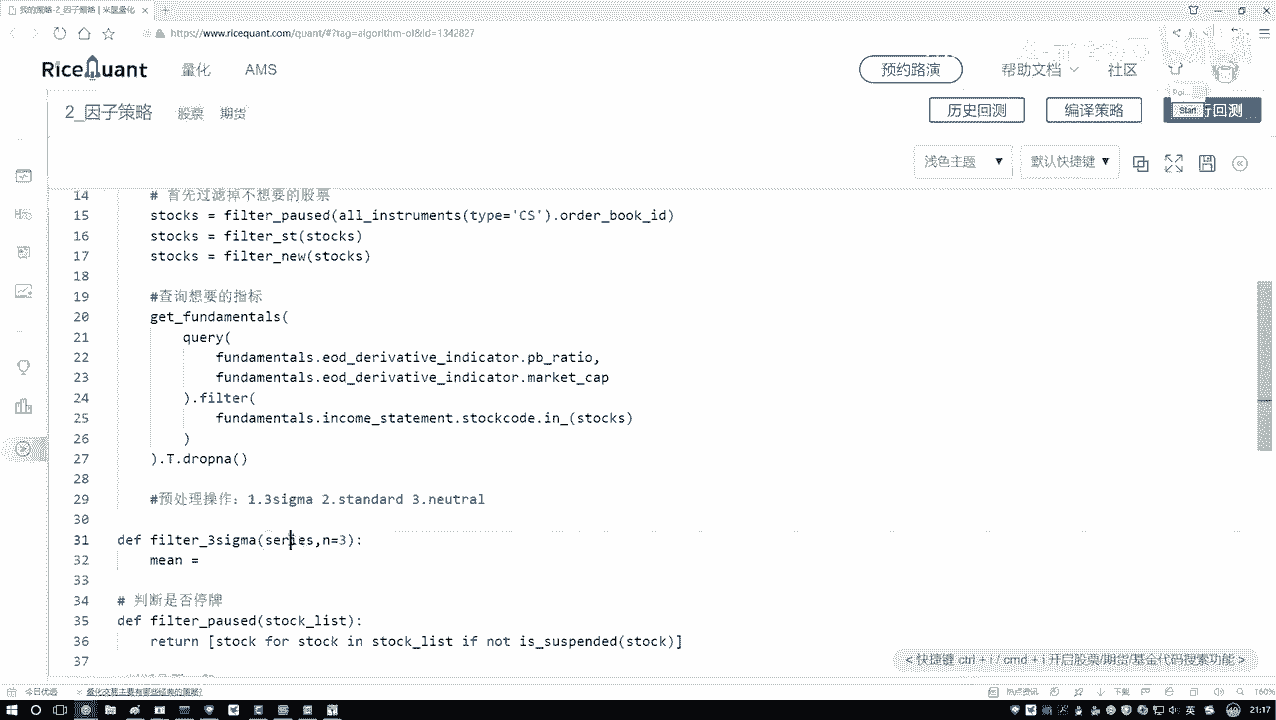 我的策略-2_因子策略 | 米筐量化
https://www.ricequant.com/quant/#?tag=algorithm-ol&id=1342827
RiceQuant 量化 AMS 预约路演 帮助文档 社区
2_因子策略 股票 期货 历史回测 编译策略 行回测
Start
浅色主题 默认快捷键
14 # 首先过滤掉不想要的股票
15 stocks = filter_paused(all_instruments(type='CS').order_book_id)
16 stocks = filter_st(stocks)
17 stocks = filter_new(stocks)
18
19 #查询想要的指标
20 get_fundamentals(
21 query(
22 fundamentals.eod_derivative_indicator.pb_ratio,
23 fundamentals.eod_derivative_indicator.market_cap
24 ).filter(
25 fundamentals.income_statement.stockcode.in_(stocks)
26 )
27 ).T.dropna()
28
29 #预处理操作：1.3sigma 2.standard 3.neutral
30
31 def filter_3sigma(series,n=3):
32 mean =
33
34 # 判断是否停牌
35 def filter_paused(stock_list):
36 return [stock for stock in stock_list if not is_suspended(stock)]
37
< 快捷键 ctrl + i / cmd + i 开启股票/期货/基金代码搜索功能 >
今日优选 量化交易主要有哪些经典的策略? 热点资讯 下载 160%
英 21:17